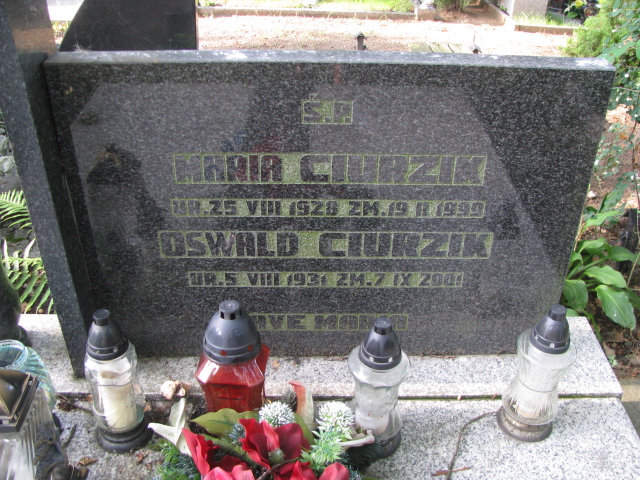 Ś.P.
MARIA CIURZIK
UR.25 VIII 1928 ZM.19 II 1999
OSWALD CIURZIK
UR.5 VIII 1931 ZM.7 IX 2001
AVE MARIA